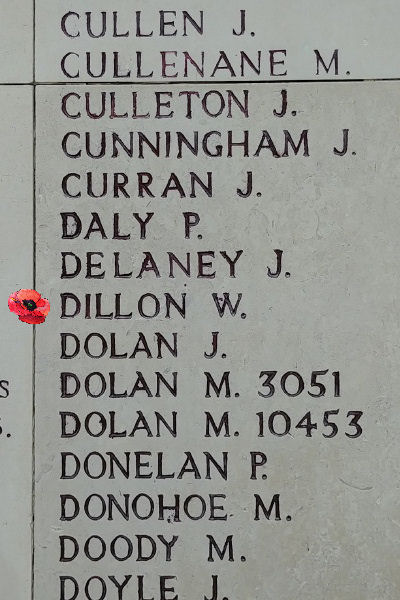 CULLEN J.
CULLENANE M.
CULLETON J.
CUNNINGHAM J.
CURRAN J.
DALY P.
DELANEY J.
DILLON W.
DOLAN J.
DOLAN M. 3051
DOLAN M. 10453
DONELAN P.
DONOHOE M.
DOODY M.
DOYLE J.